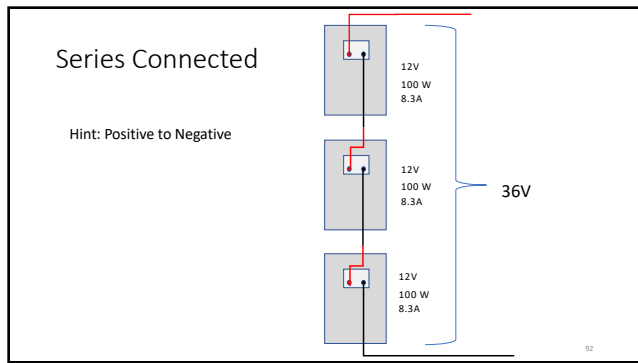 Series Connected
Hint: Positive to Negative
12V
100 W
8.3A
12V
100 W
8.3A
12V
100 W
8.3A
36V
92